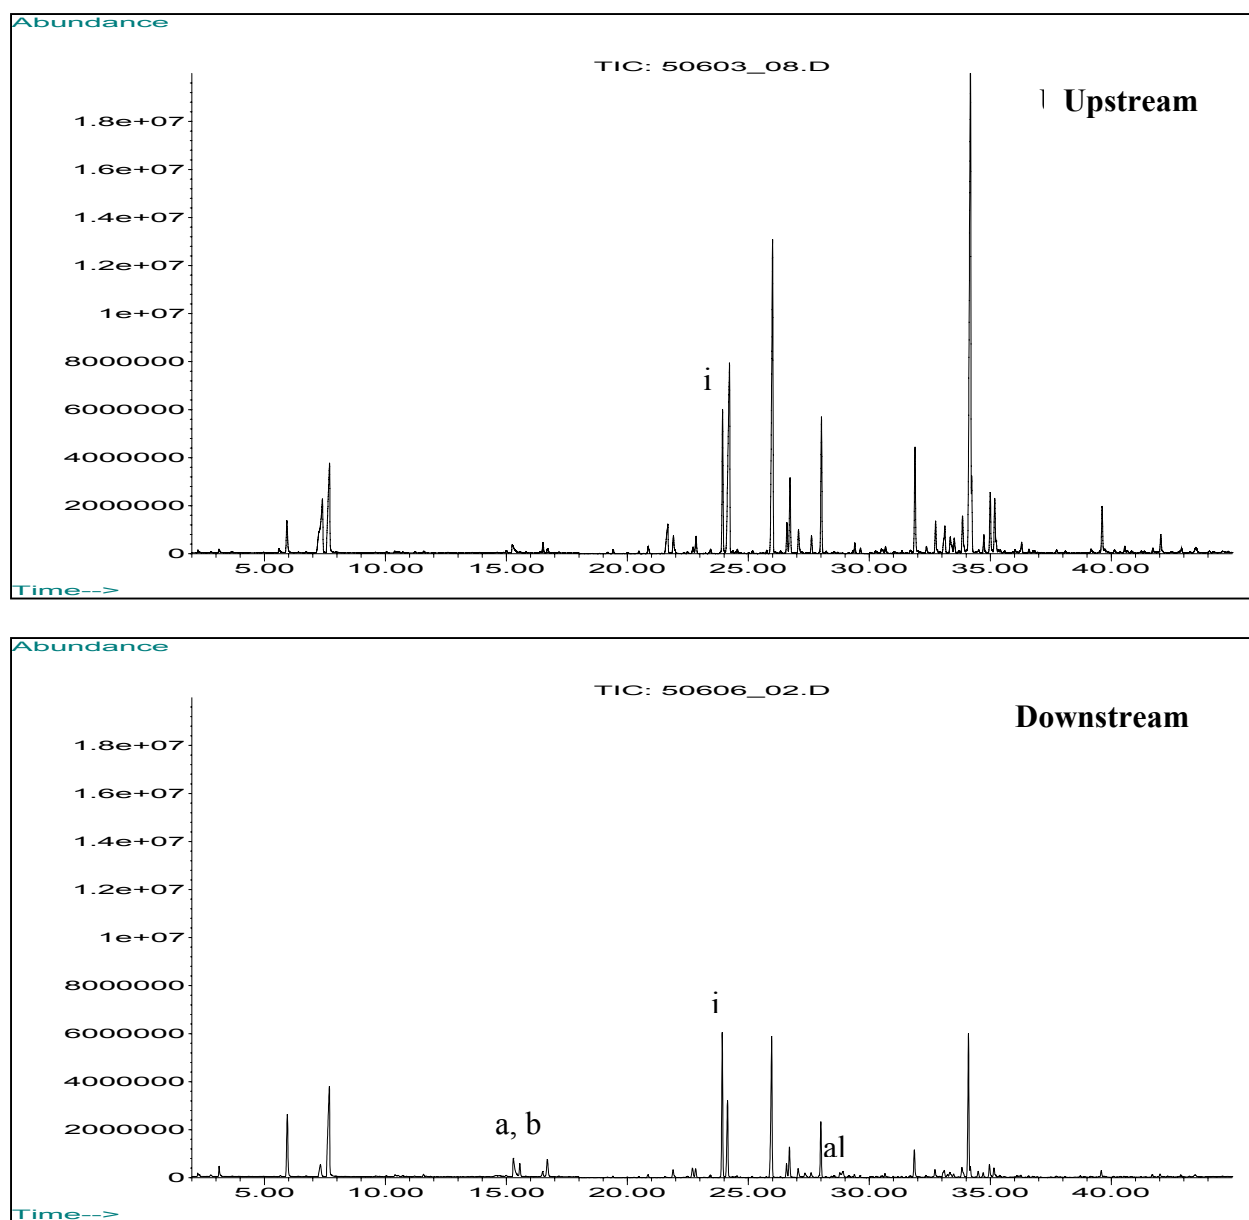 Abundance
TIC: 50603_08.D
Upstream
1.8e+07
1.6e+07
1.4e+07
1.2e+07
1e+07
8000000
i
6000000
4000000
2000000
0
5.00 10.00 15.00 20.00 25.00 30.00 35.00 40.00
Time-->
Abundance
TIC: 50606_02.D
Downstream
1.8e+07
1.6e+07
1.4e+07
1.2e+07
1e+07
8000000
i
6000000
4000000
2000000
a, b
al
0
5.00 10.00 15.00 20.00 25.00 30.00 35.00 40.00
Time-->